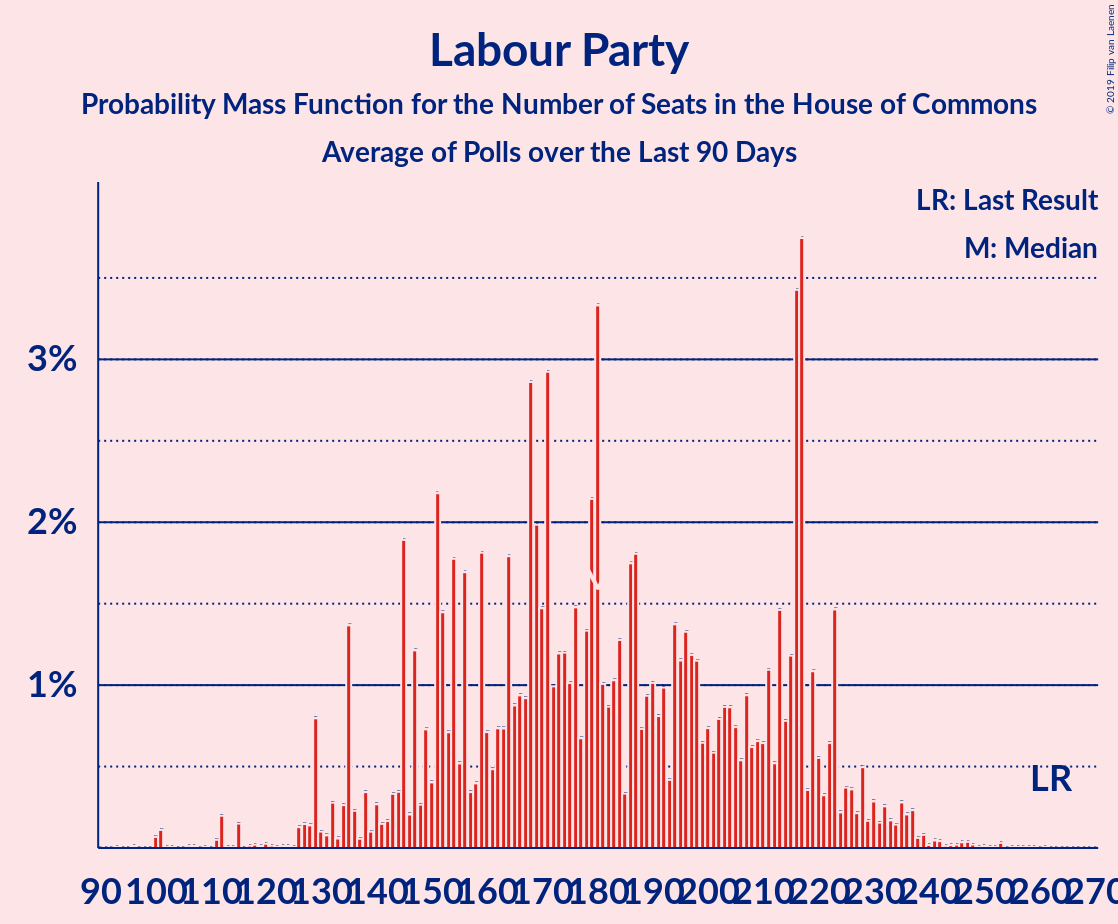 Labour Party
Probability Mass Function for the Number of Seats in the House of Commons
Average of Polls over the Last 90 Days
© 2019 Filip van Laenen
LR: Last Result
M: Median
3%
2%
1%
M
LR
90 100 110 120 130 140 150 160 170 180 190 200 210 220 230 240 250 260 270